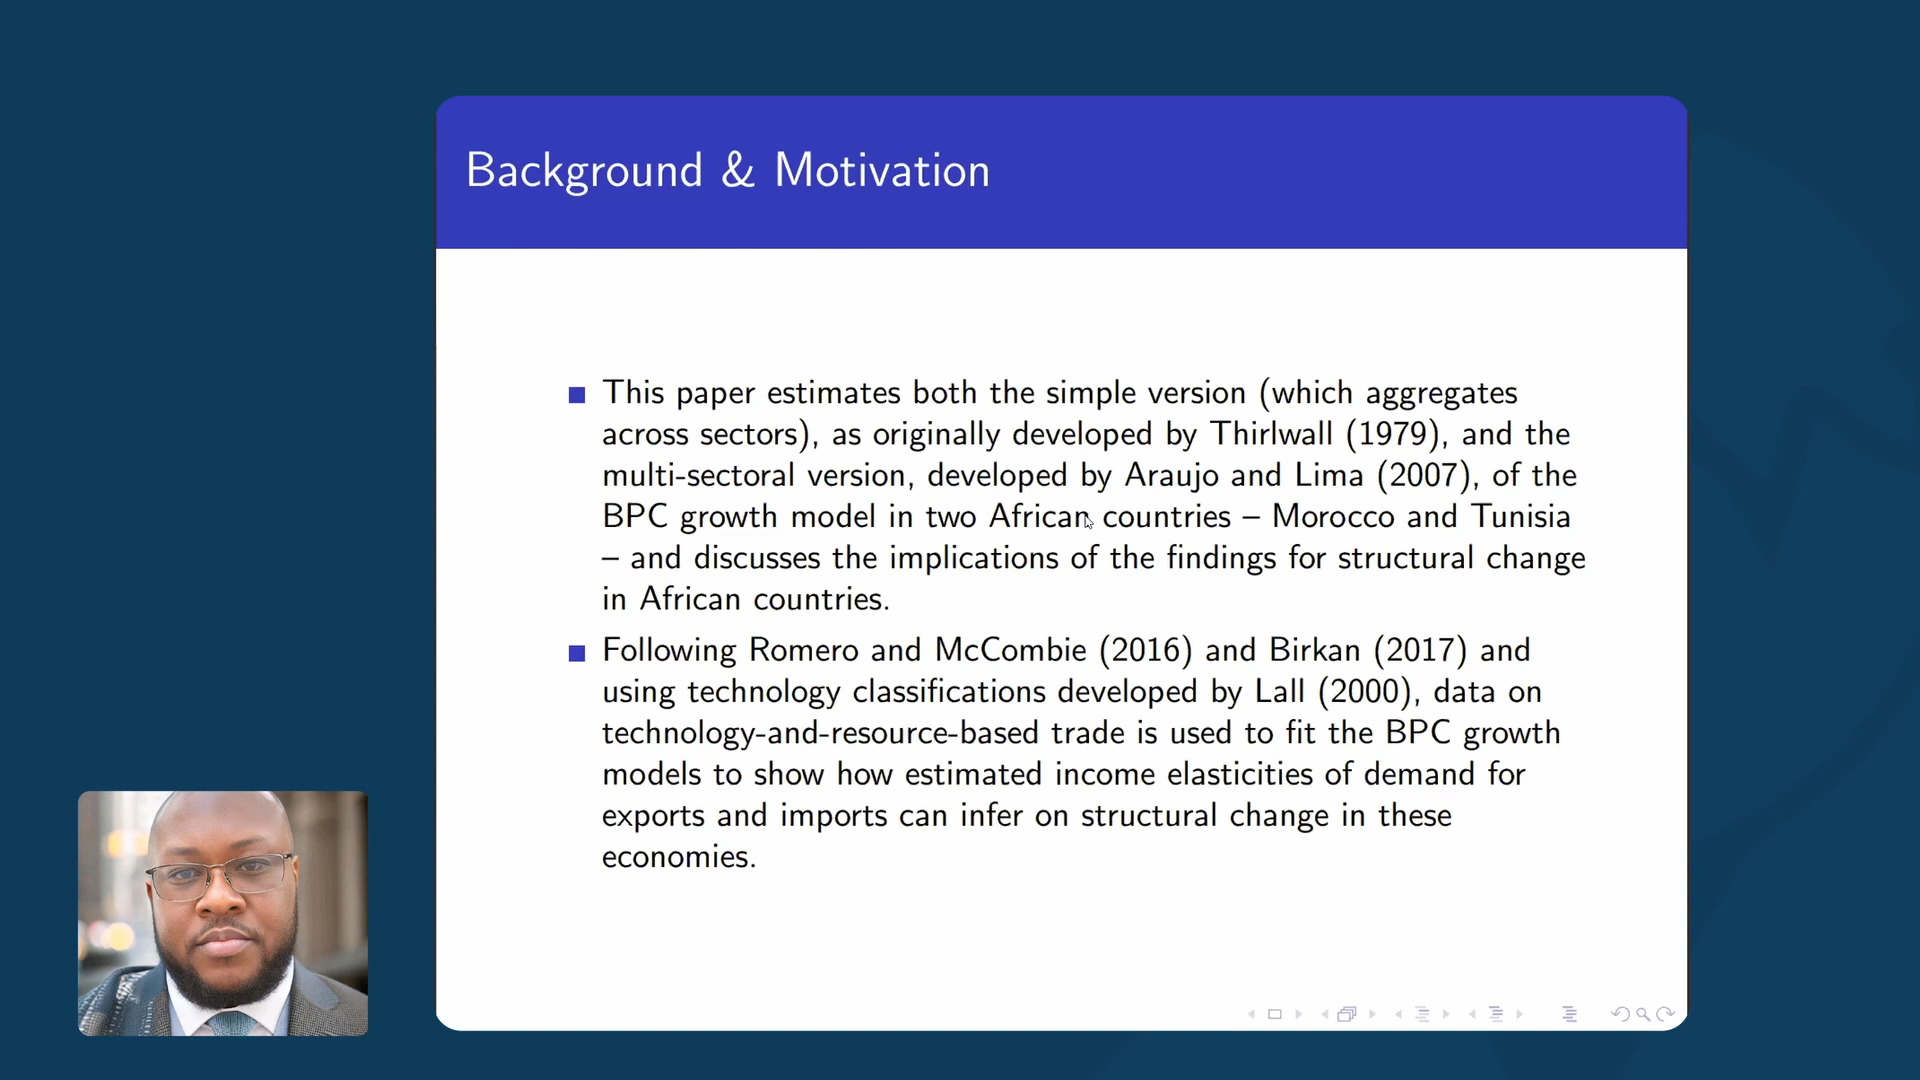 Background & Motivation
This paper estimates both the simple version (which aggregates
across sectors), as originally developed by Thirlwall (1979), and the
multi-sectoral version, developed by Araujo and Lima (2007), of the
BPC growth model in two African countries – Morocco and Tunisia
– and discusses the implications of the findings for structural change
in African countries.
Following Romero and McCombie (2016) and Birkan (2017) and
using technology classifications developed by Lall (2000), data on
technology-and-resource-based trade is used to fit the BPC growth
models to show how estimated income elasticities of demand for
exports and imports can infer on structural change in these
economies.